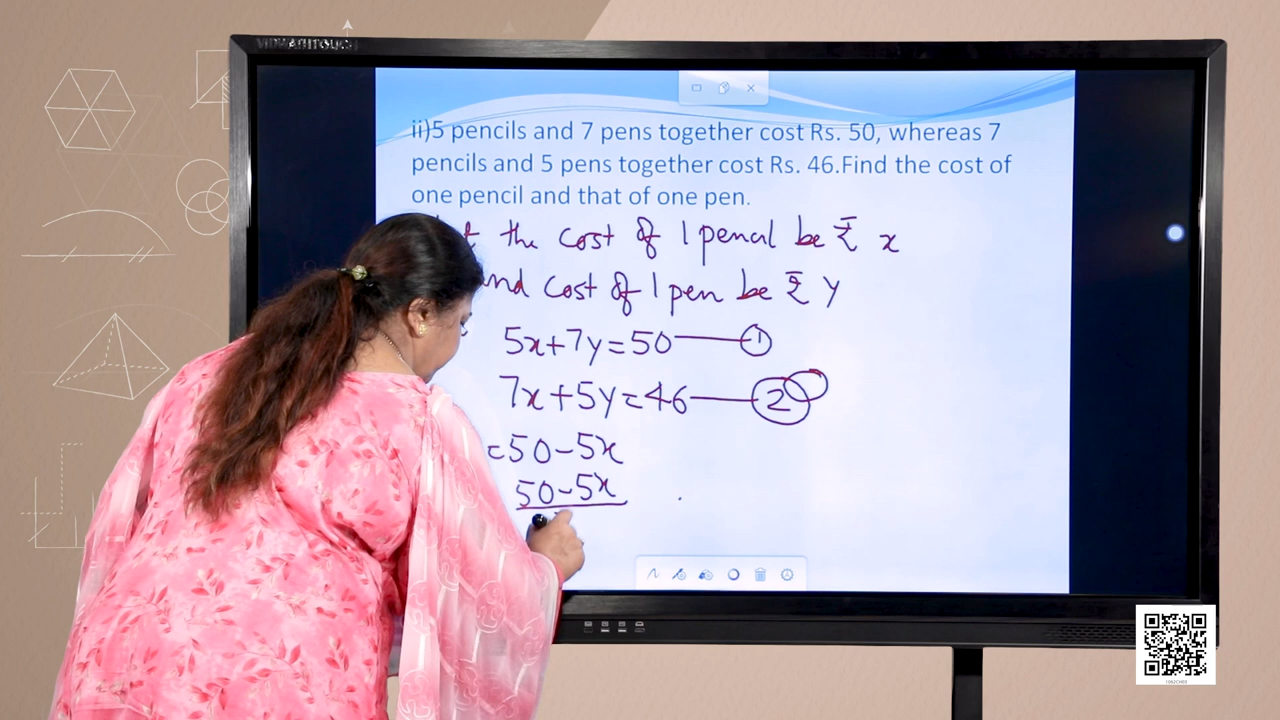 ii)5 pencils and 7 pens together cost Rs. 50, whereas 7
pencils and 5 pens together cost Rs. 46.Find the cost of
one pencil and that of one pen.
the cost of 1 pencil be ₹ x
cost of 1 pen be ₹ y
5x+7y=50 — 1
7x+5y=46 — 2
=50-5x
50-5x